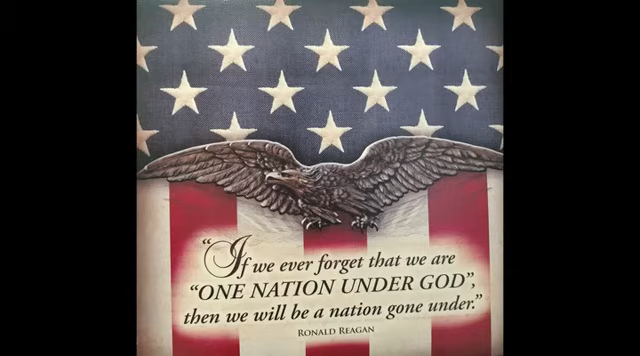 “If we ever forget that we are
“ONE NATION UNDER GOD”,
then we will be a nation gone under.”
RONALD REAGAN